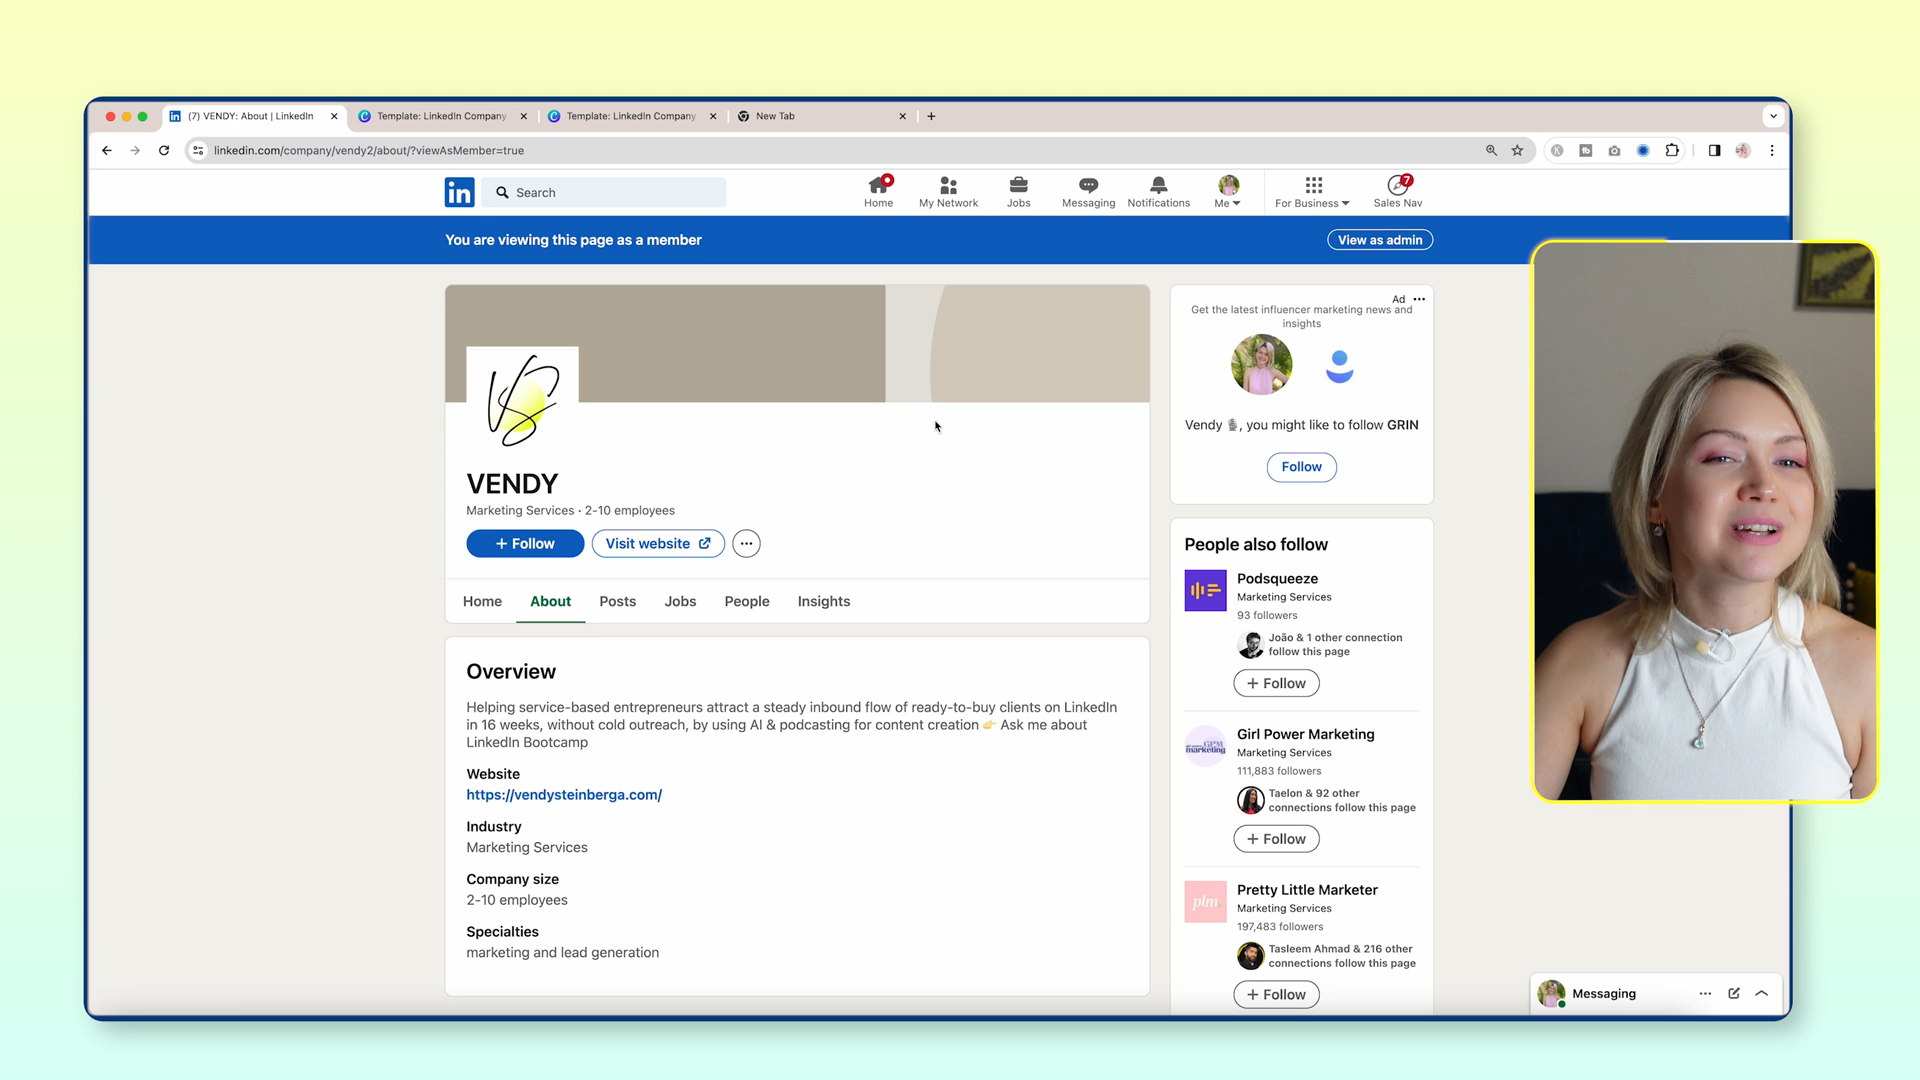 (7) VENDY: About | LinkedIn
Template: LinkedIn Company
Template: LinkedIn Company
New Tab
linkedin.com/company/vendy2/about/?viewAsMember=true
in
Search
Home
My Network
Jobs
Messaging
Notifications
Me
For Business
7
Sales Nav
You are viewing this page as a member
View as admin
VS
VENDY
Marketing Services · 2-10 employees
+ Follow
Visit website
Home
About
Posts
Jobs
People
Insights
Overview
Helping service-based entrepreneurs attract a steady inbound flow of ready-to-buy clients on LinkedIn
in 16 weeks, without cold outreach, by using AI & podcasting for content creation 👉 Ask me about
LinkedIn Bootcamp
Website
https://vendysteinberga.com/
Industry
Marketing Services
Company size
2-10 employees
Specialties
marketing and lead generation
Ad
Get the latest influencer marketing news and
insights
Vendy 🎙️, you might like to follow GRIN
Follow
People also follow
Podsqueeze
Marketing Services
93 followers
João & 1 other connection
follow this page
+ Follow
GPM
marketing
Girl Power Marketing
Marketing Services
111,883 followers
Taelon & 92 other
connections follow this page
+ Follow
plm.
Pretty Little Marketer
Marketing Services
197,483 followers
Tasleem Ahmad & 216 other
connections follow this page
+ Follow
Messaging